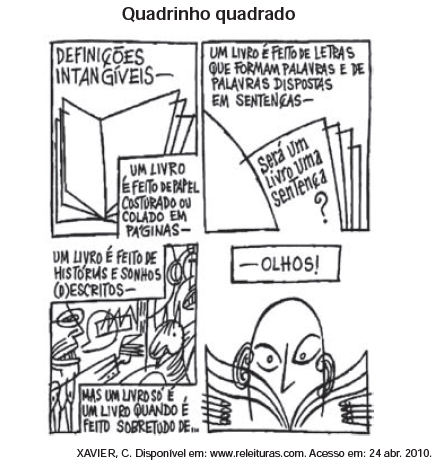 Quadrinho quadrado
DEFINIÇÕES
INTANGÍVEIS—
UM LIVRO
É FEITO DE PAPEL
COSTURADO OU
COLADO EM
PÁGINAS—
UM LIVRO É FEITO DE LETRAS
QUE FORMAM PALAVRAS E DE
PALAVRAS DISPOSTAS
EM SENTENÇAS—
Será um
livro uma
sentença
?
UM LIVRO É FEITO DE
HISTÓRIAS E SONHOS
(D)ESCRITOS—
MAS UM LIVRO SÓ É
UM LIVRO QUANDO É
FEITO SOBRETUDO DE...
—OLHOS!
XAVIER, C. Disponível em: www.releituras.com. Acesso em: 24 abr. 2010.